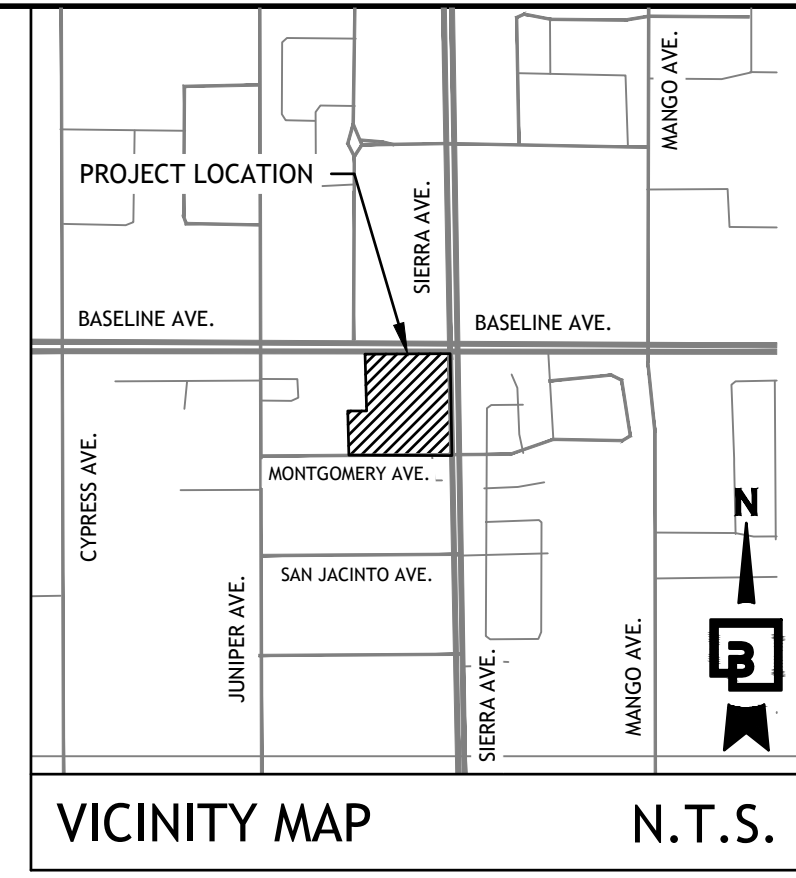 MANGO AVE.
PROJECT LOCATION
SIERRA AVE.
BASELINE AVE.
BASELINE AVE.
CYPRESS AVE.
MONTGOMERY AVE.
N
SAN JACINTO AVE.
JUNIPER AVE.
SIERRA AVE.
MANGO AVE.
B
VICINITY MAP N.T.S.